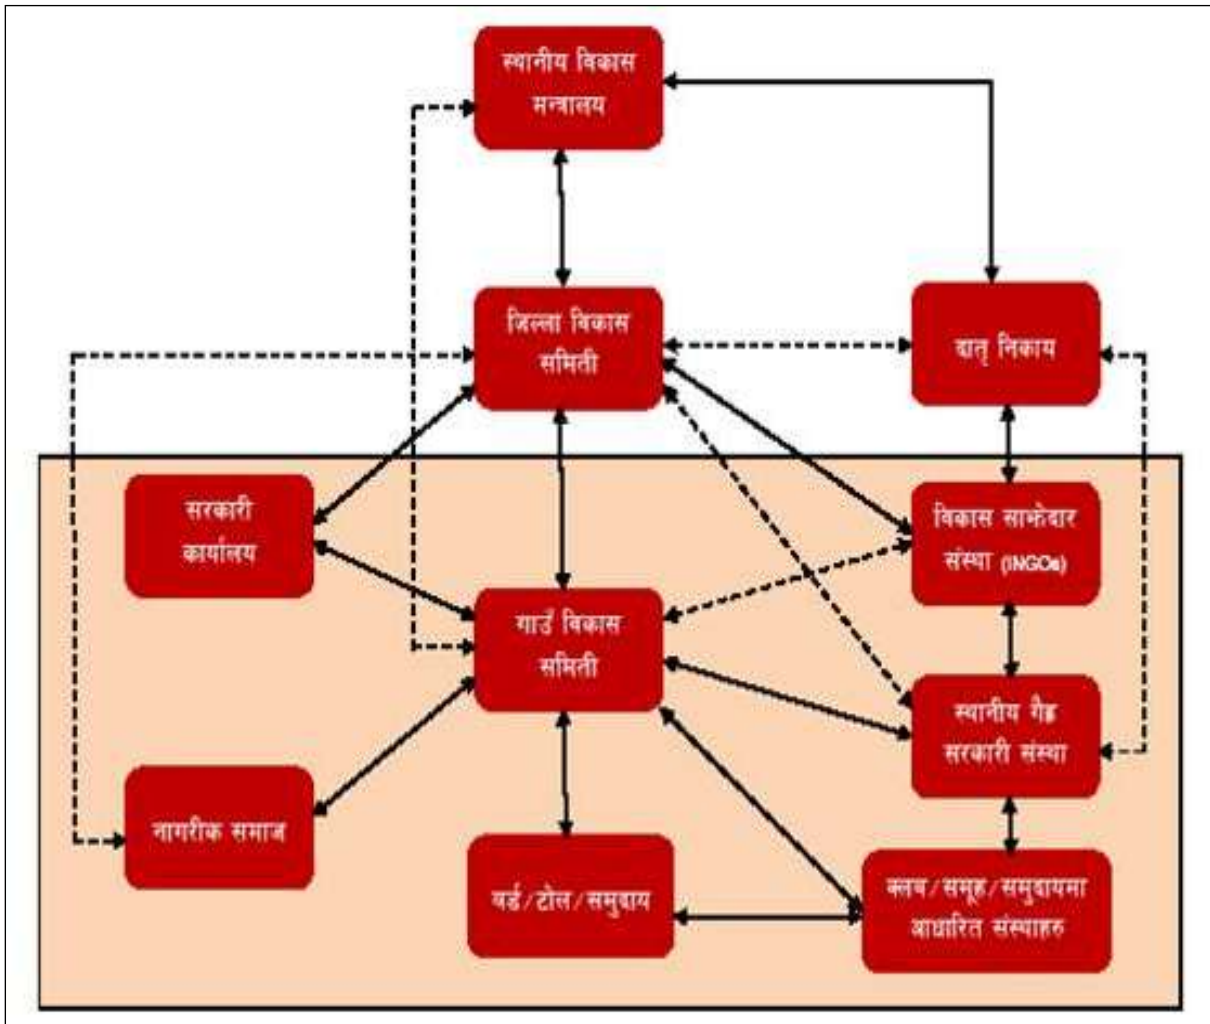 स्थानीय विकास
मन्त्रालय
जिल्ला विकास
समिती
दातृ निकाय
सरकारी
कार्यालय
विकास साझेदार
संस्था (INGOs)
गाउँ विकास
समिती
स्थानीय गैह्र
सरकारी संस्था
नागरीक समाज
वर्ड/टोल/समुदाय
क्लब/समूह/समुदायमा
आधारित संस्थाहरु